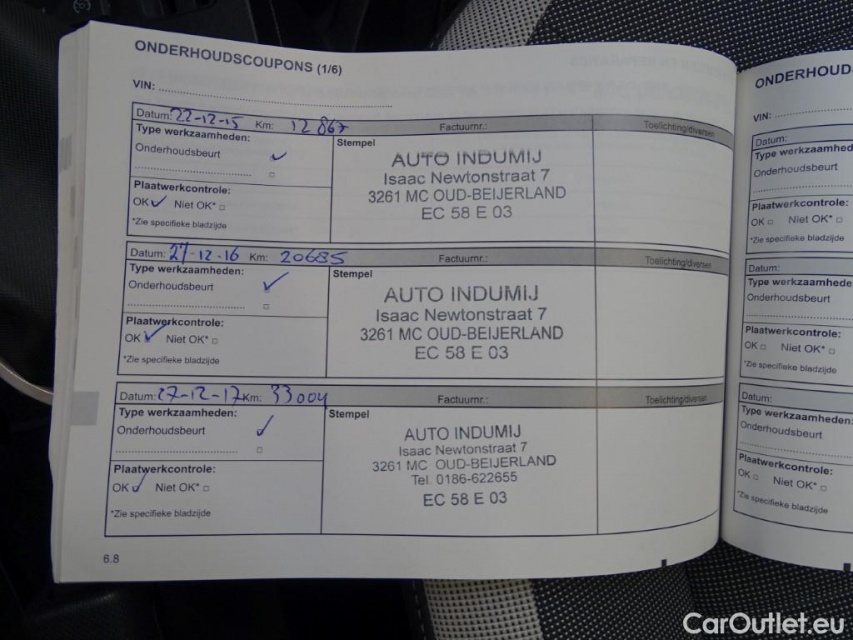 ONDERHOUDSCOUPONS (1/6)
VIN:
Datum: 22-12-15 Km: 12867 Factuurnr.: Toelichting/diversen
Type werkzaamheden:
Onderhoudsbeurt
Stempel
AUTO INDUMIJ
Isaac Newtonstraat 7
3261 MC OUD-BEIJERLAND
EC 58 E 03
Plaatwerkcontrole:
OK Niet OK*
*Zie specifieke bladzijde
Datum: 27-12-16 Km: 20685 Factuurnr.: Toelichting/diversen
Type werkzaamheden:
Onderhoudsbeurt
Stempel
AUTO INDUMIJ
Isaac Newtonstraat 7
3261 MC OUD-BEIJERLAND
EC 58 E 03
Plaatwerkcontrole:
OK Niet OK*
*Zie specifieke bladzijde
Datum: 27-12-17 Km: 33004 Factuurnr.: Toelichting/diversen
Type werkzaamheden:
Onderhoudsbeurt
Stempel
AUTO INDUMIJ
Isaac Newtonstraat 7
3261 MC OUD-BEIJERLAND
Tel. 0186-622655
EC 58 E 03
Plaatwerkcontrole:
OK Niet OK*
*Zie specifieke bladzijde
6.8
ONDERHOUD
VIN:
Datum:
Type werkzaamhed
Onderhoudsbeurt
Plaatwerkcontrole:
OK Niet OK*
*Zie specifieke bladzijde
Datum:
Type werkzaamhede
Onderhoudsbeurt
Plaatwerkcontrole:
OK Niet OK*
*Zie specifieke bladzijde
Datum:
Type werkzaamheden
Onderhoudsbeurt
Plaatwerkcontrole:
OK Niet OK*
*Zie specifieke bladzijde
CarOutlet.eu